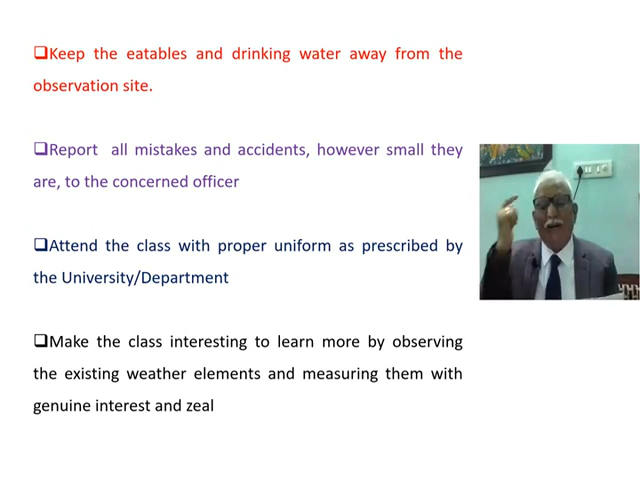 ❑Keep the eatables and drinking water away from the
observation site.
❑Report all mistakes and accidents, however small they
are, to the concerned officer
❑Attend the class with proper uniform as prescribed by
the University/Department
❑Make the class interesting to learn more by observing
the existing weather elements and measuring them with
genuine interest and zeal